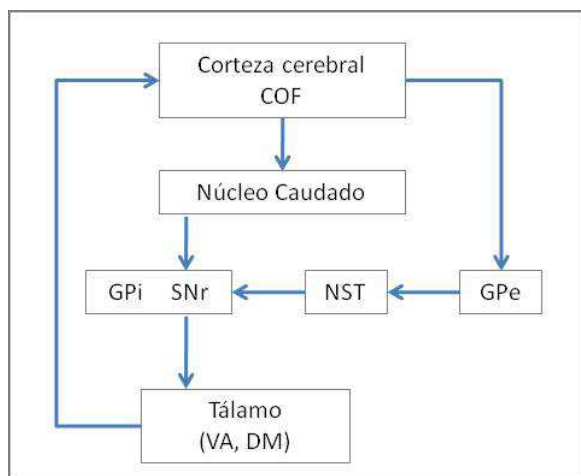 Corteza cerebral
COF
Núcleo Caudado
GPi SNr
NST
GPe
Tálamo
(VA, DM)